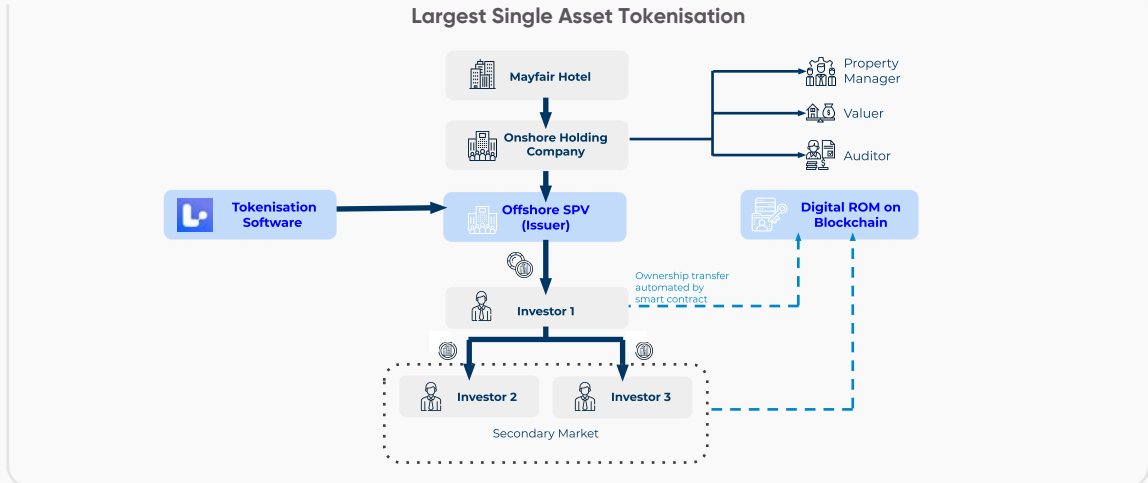 Largest Single Asset Tokenisation
Mayfair Hotel
Property
Manager
Valuer
Auditor
Onshore Holding
Company
Tokenisation
Software
Offshore SPV
(Issuer)
Digital ROM on
Blockchain
Ownership transfer
automated by
smart contract
Investor 1
Investor 2
Investor 3
Secondary Market